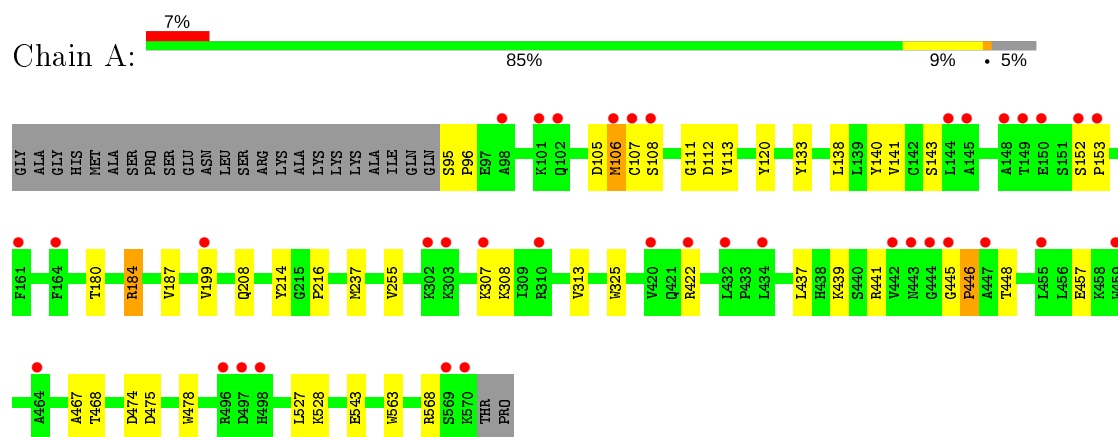 7%
Chain A:
85% 9% • 5%
GLY ALA GLY HIS MET ALA SER PRO SER GLU ASN LEU SER ARG LYS ALA LYS LYS LYS ALA ILE GLN GLN S95 P96 E97 A98 K101 Q102 D105 M106 C107 S108 G111 D112 V113 Y120 Y133 L138 L139 Y140 V141 C142 S143 L144 A145 A148 T149 E150 S151 S152 P153
F161 F164 T180 R184 V187 V199 Q208 Y214 G215 P216 M237 V255 K302 K303 K307 K308 I309 R310 V313 W325 V420 Q421 R422 L432 P433 L434 L437 H438 K439 S440 R441 V442 N443 G444 G445 P446 A447 T448 L455 L456 E457 K458 W459
A464 A467 T468 D474 D475 W478 R496 D497 H498 L527 K528 E543 W563 R568 S569 K570 THR PRO